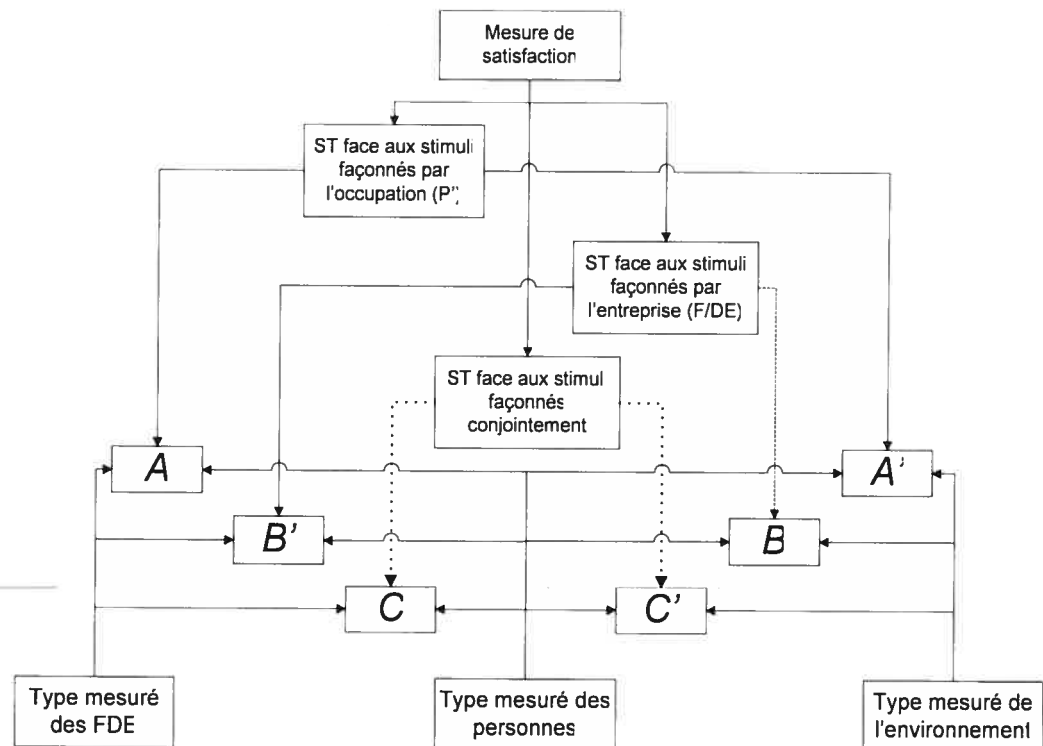 Mesure de
satisfaction
ST face aux stimuli
façonnés par
l'occupation (P")
ST face aux stimuli
façonnés par
l'entreprise (F/DE)
ST face aux stimul
façonnés
conjointement
A
A'
B'
B
C
C'
Type mesuré
des FDE
Type mesuré des
personnes
Type mesuré de
l'environnement